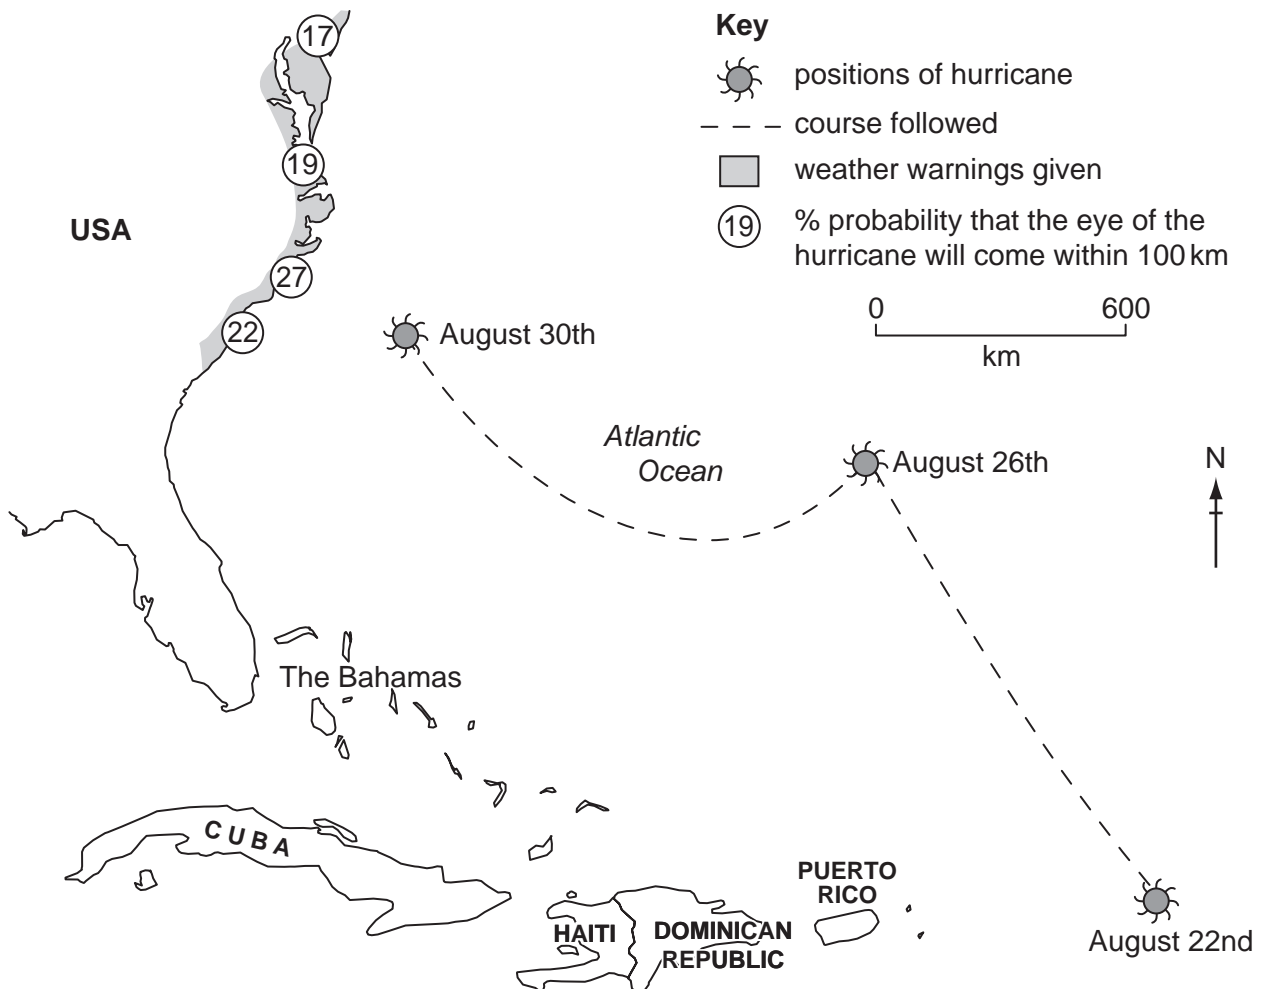 17
Key
positions of hurricane
course followed
19
weather warnings given
19
% probability that the eye of the
hurricane will come within 100 km
USA
27
0 600
km
22
August 30th
Atlantic
Ocean
August 26th
N
The Bahamas
CUBA
PUERTO
RICO
HAITI
DOMINICAN
REPUBLIC
August 22nd